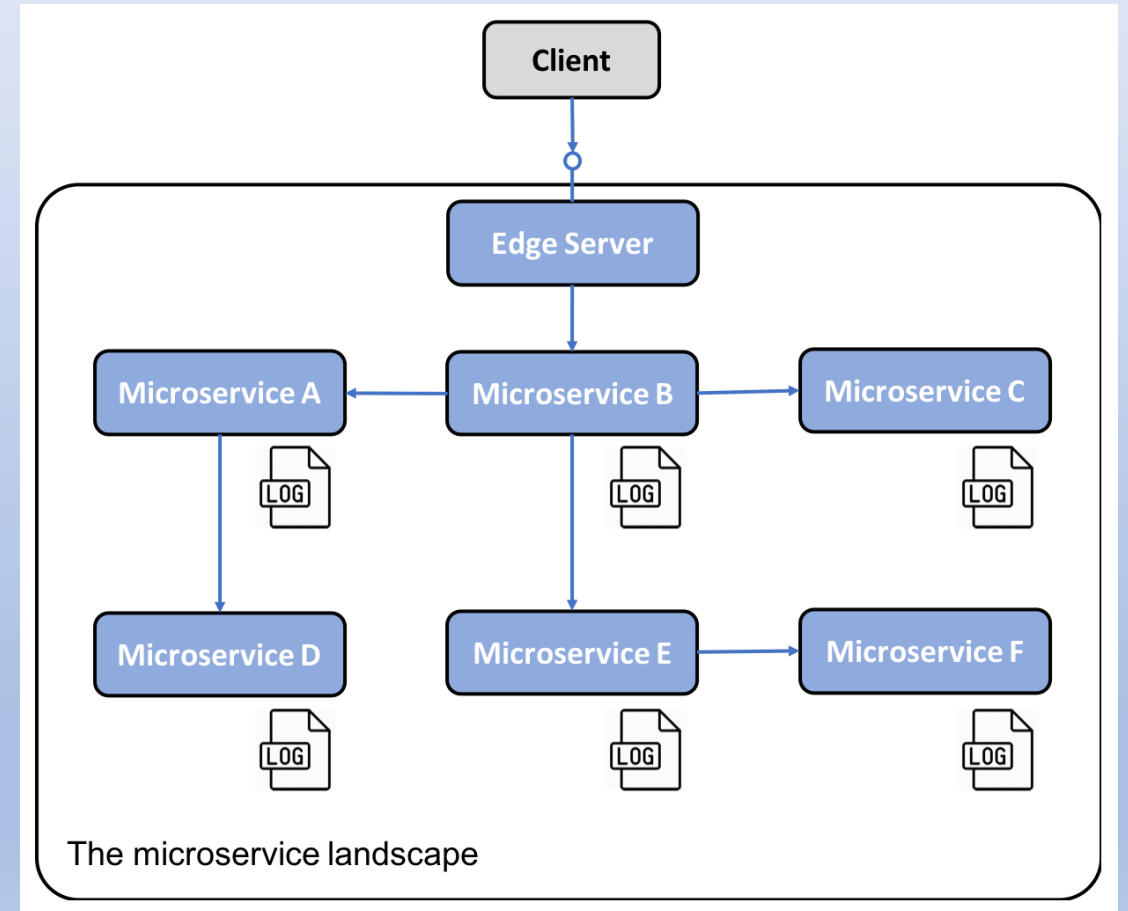 Client
Edge Server
Microservice A
Microservice B
Microservice C
LOG
LOG
LOG
Microservice D
Microservice E
Microservice F
LOG
LOG
LOG
The microservice landscape